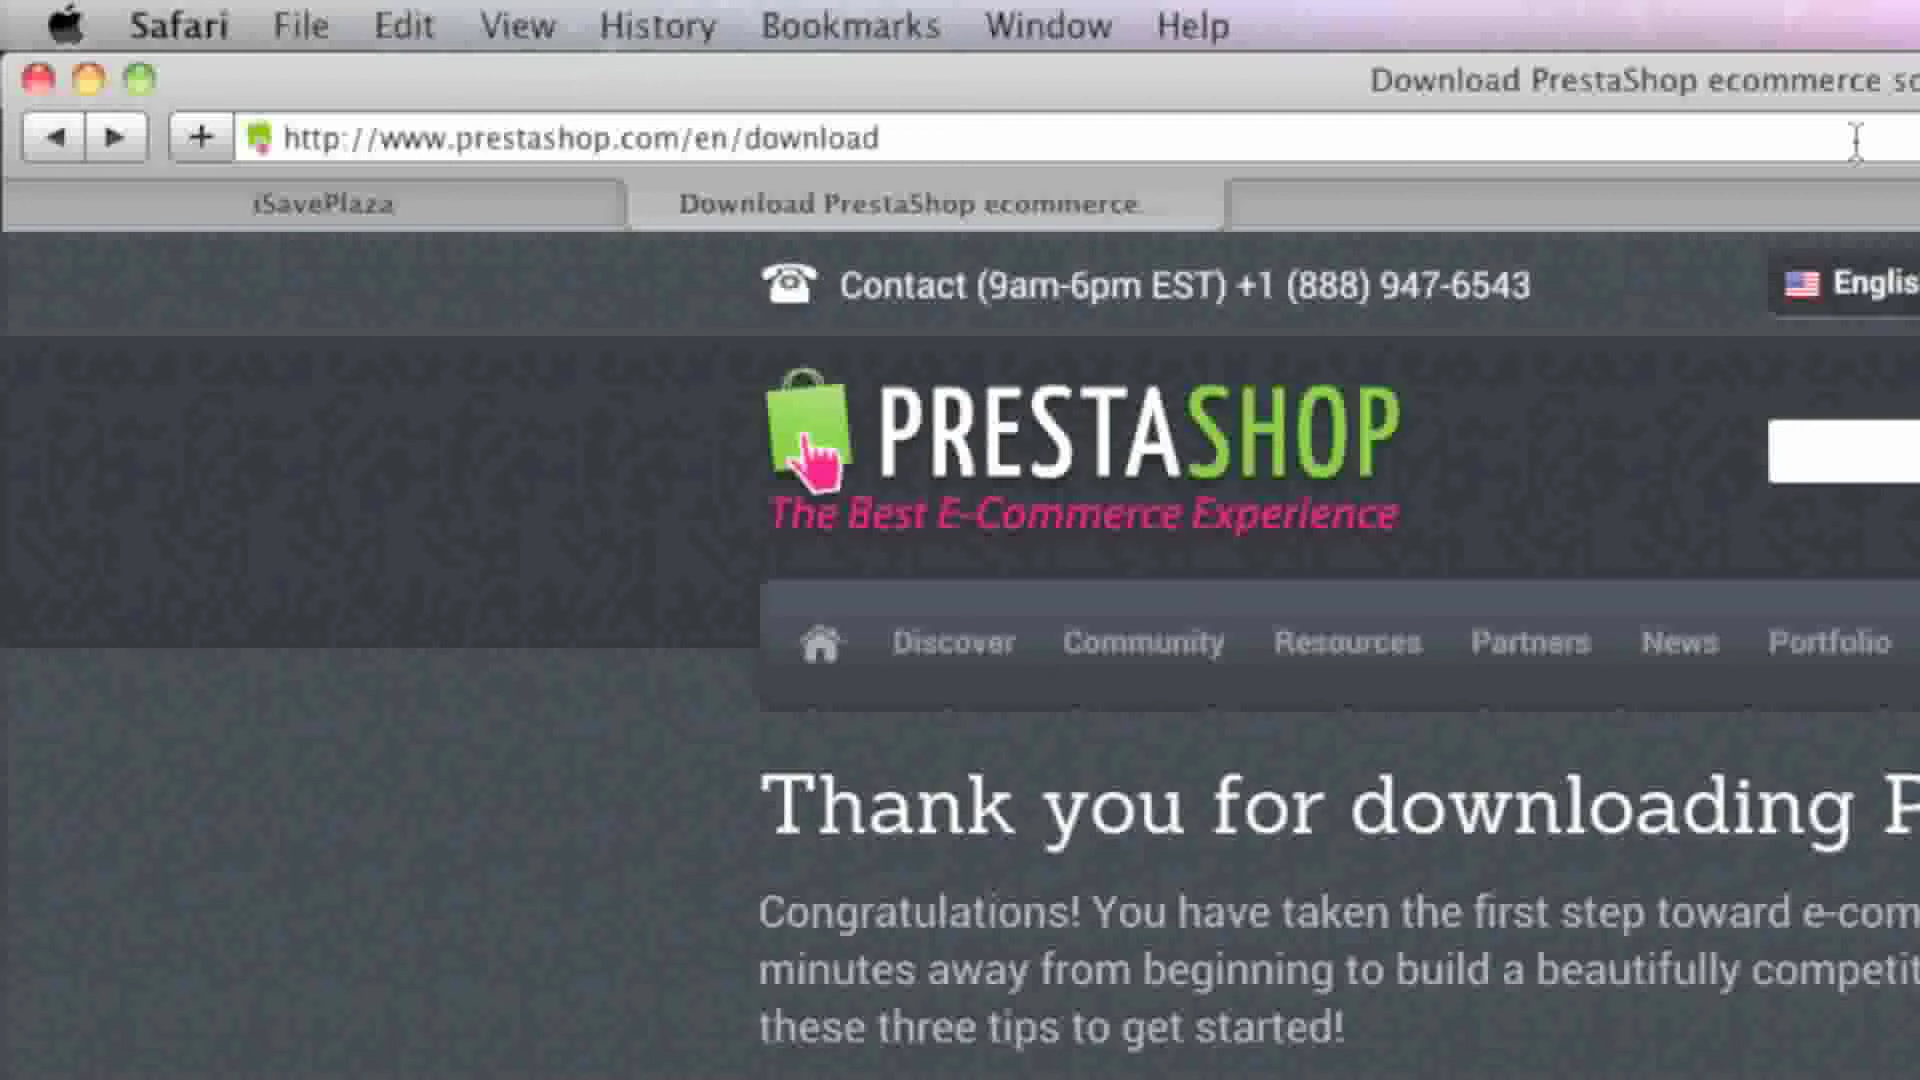 Safari File Edit View History Bookmarks Window Help
Download PrestaShop ecommerce
http://www.prestashop.com/en/download
iSavePlaza
Download PrestaShop ecommerce...
Contact (9am-6pm EST) +1 (888) 947-6543
Englis
PRESTASHOP
The Best E-Commerce Experience
Discover Community Resources Partners News Portfolio
Thank you for downloading P
Congratulations! You have taken the first step toward e-com
minutes away from beginning to build a beautifully competit
these three tips to get started!